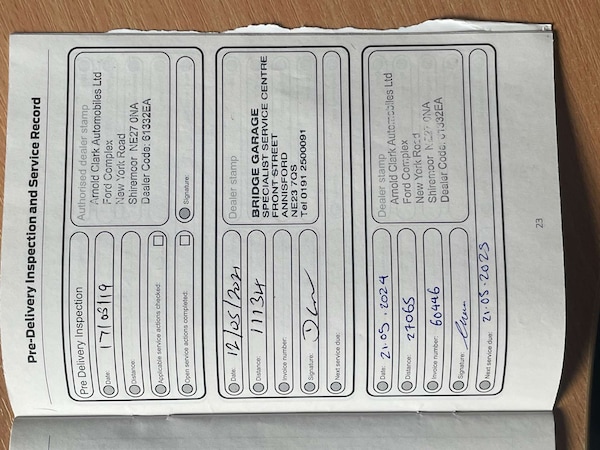 Pre-Delivery Inspection and Service Record
Pre Delivery Inspection
Date: 17/05/19
Distance:
Applicable service actions checked:
Open service actions completed:
Authorised dealer stamp
Arnold Clark Automobiles Ltd
Ford Complex
New York Road
Shiremoor NE27 0NA
Dealer Code: 61332EA
Signature:
Date: 12/05/2021
Distance: 11134
Invoice number:
Signature:
Next service due:
Dealer stamp
BRIDGE GARAGE
SPECIALIST SERVICE CENTRE
FRONT STREET
ANNISFORD
NE23 7QS
Tel 0191 2500091
Date: 21.05.2024
Distance: 27065
Invoice number: 60446
Signature:
Next service due: 21.05.2025
Dealer stamp
Arnold Clark Automobiles Ltd
Ford Complex
New York Road
Shiremoor NE27 0NA
Dealer Code: 61332EA
23